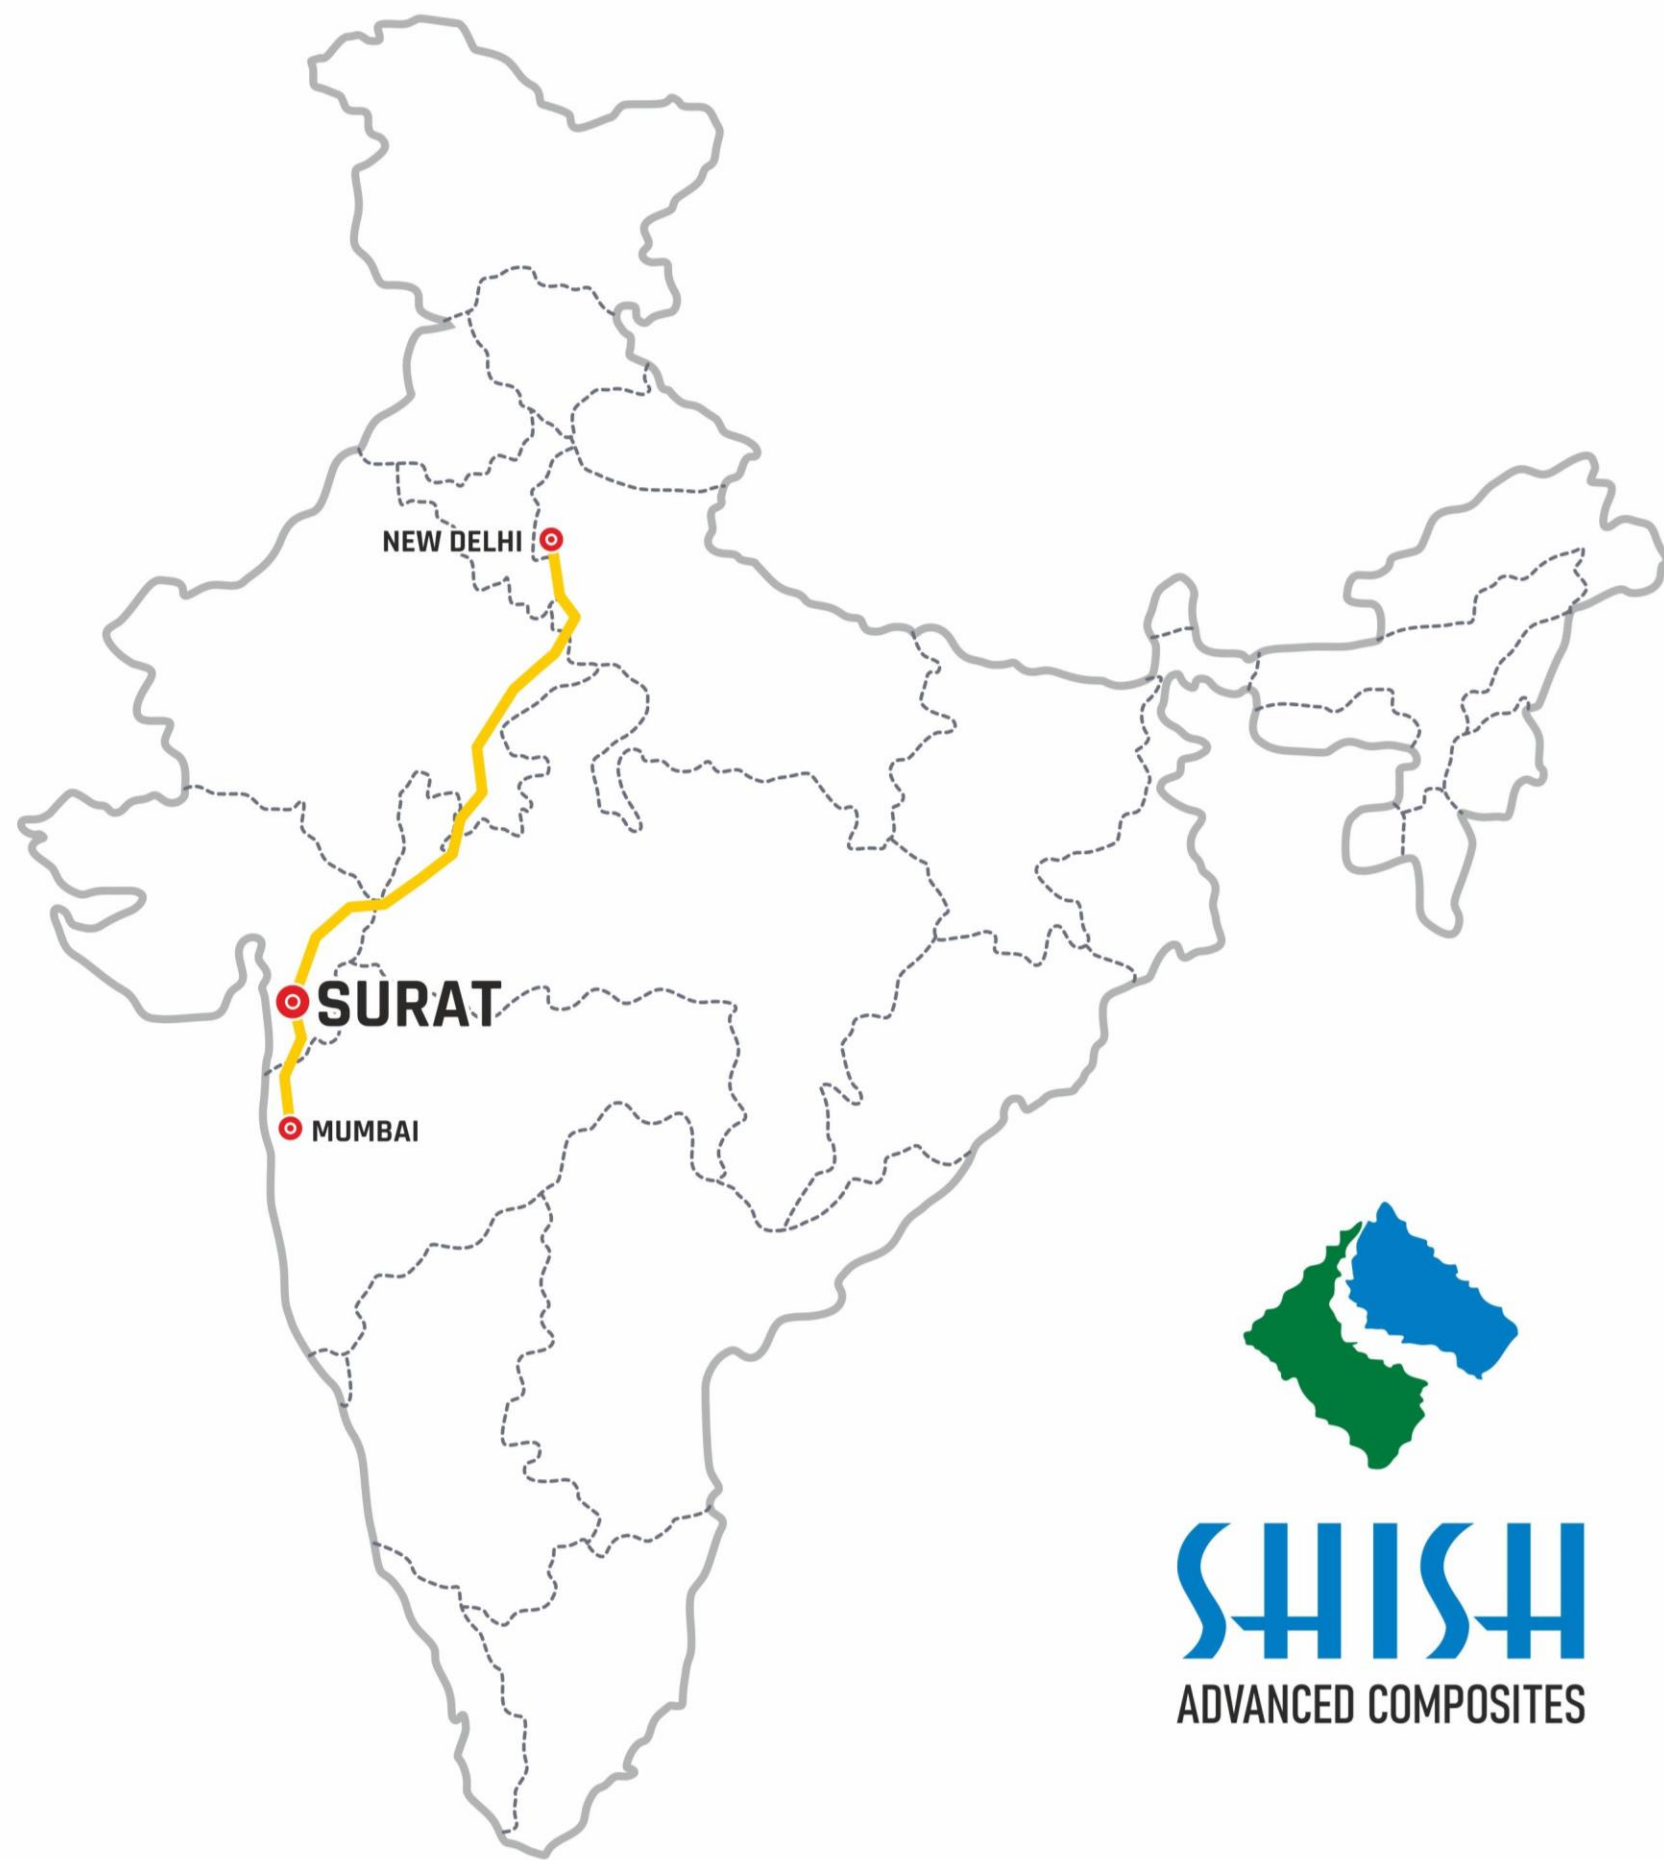 NEW DELHI
SURAT
MUMBAI
SHISH
ADVANCED COMPOSITES